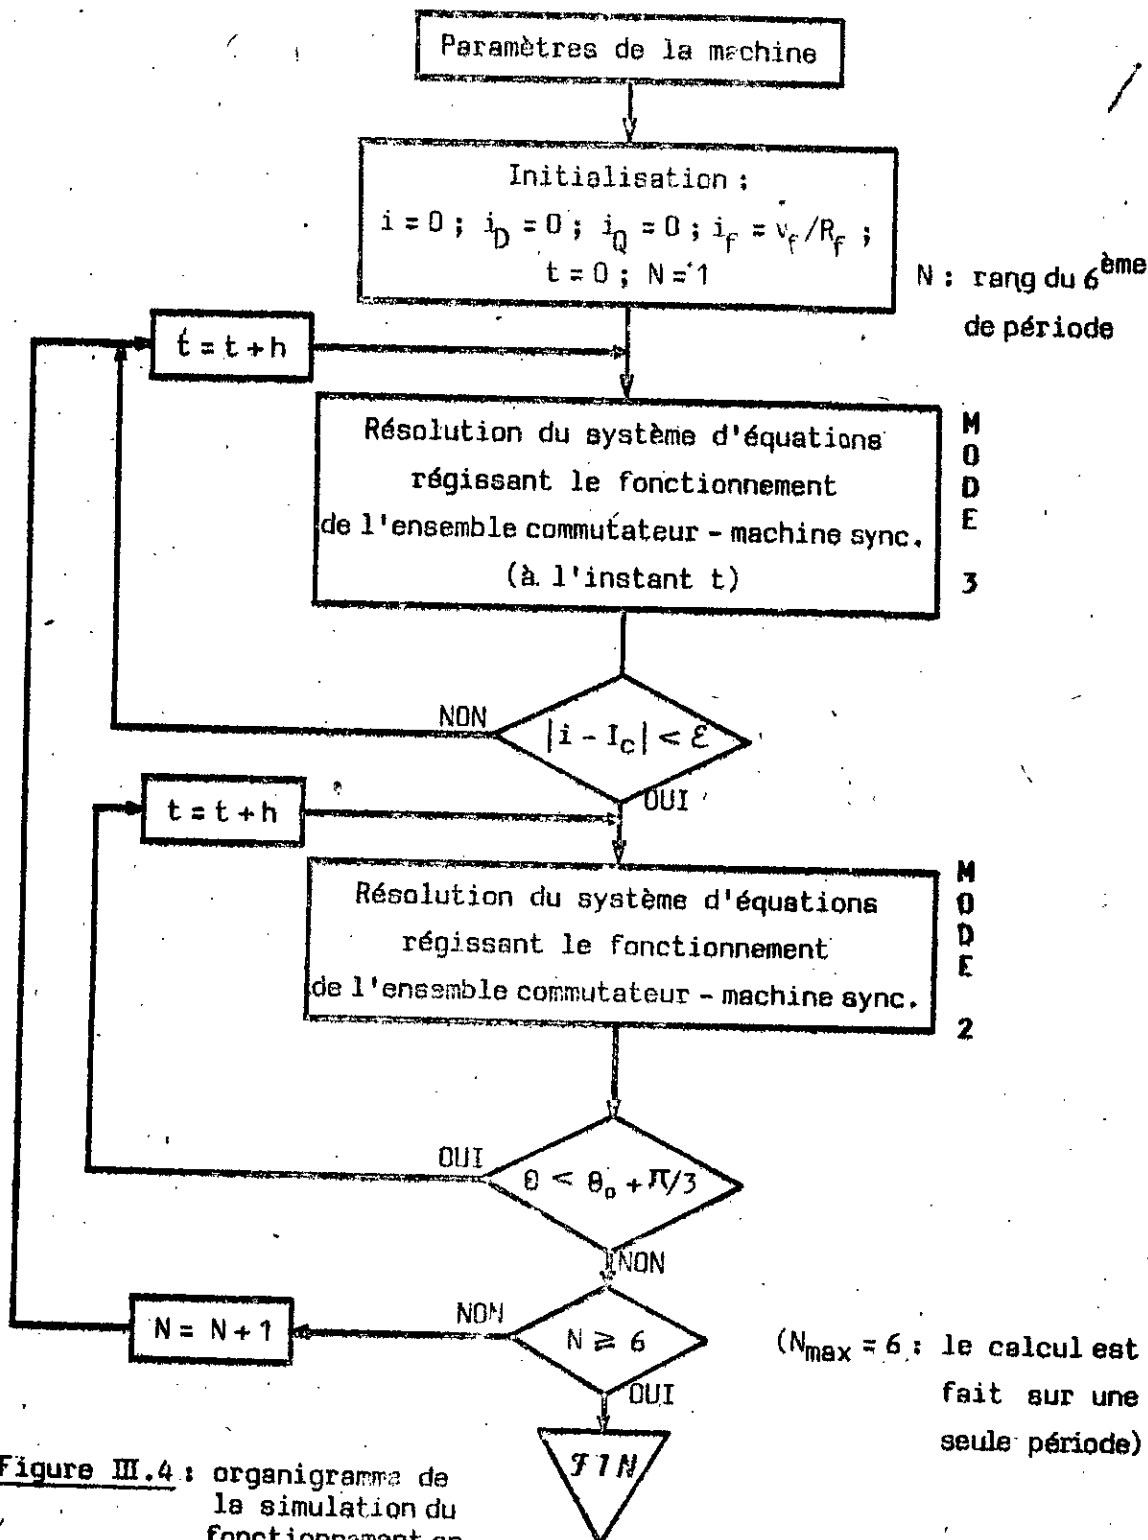 Paramètres de la machine
Initialisation :
i = 0 ; i_D = 0 ; i_Q = 0 ; i_f = v_f/R_f ;
t = 0 ; N = 1
N : rang du 6ème
de période
t = t + h
Résolution du système d'équations
régissant le fonctionnement
de l'ensemble commutateur - machine sync.
(à l'instant t)
MODE 3
NON
|i - I_C| < ε
OUI
t = t + h
Résolution du système d'équations
régissant le fonctionnement
de l'ensemble commutateur - machine sync.
MODE 2
OUI
θ < θ_o + π/3
NON
N = N + 1
NON
N ≥ 6
OUI
(N_max = 6 : le calcul est
fait sur une
seule période)
FIN
Figure III.4 : organigramme de
la simulation du
fonctionnement en